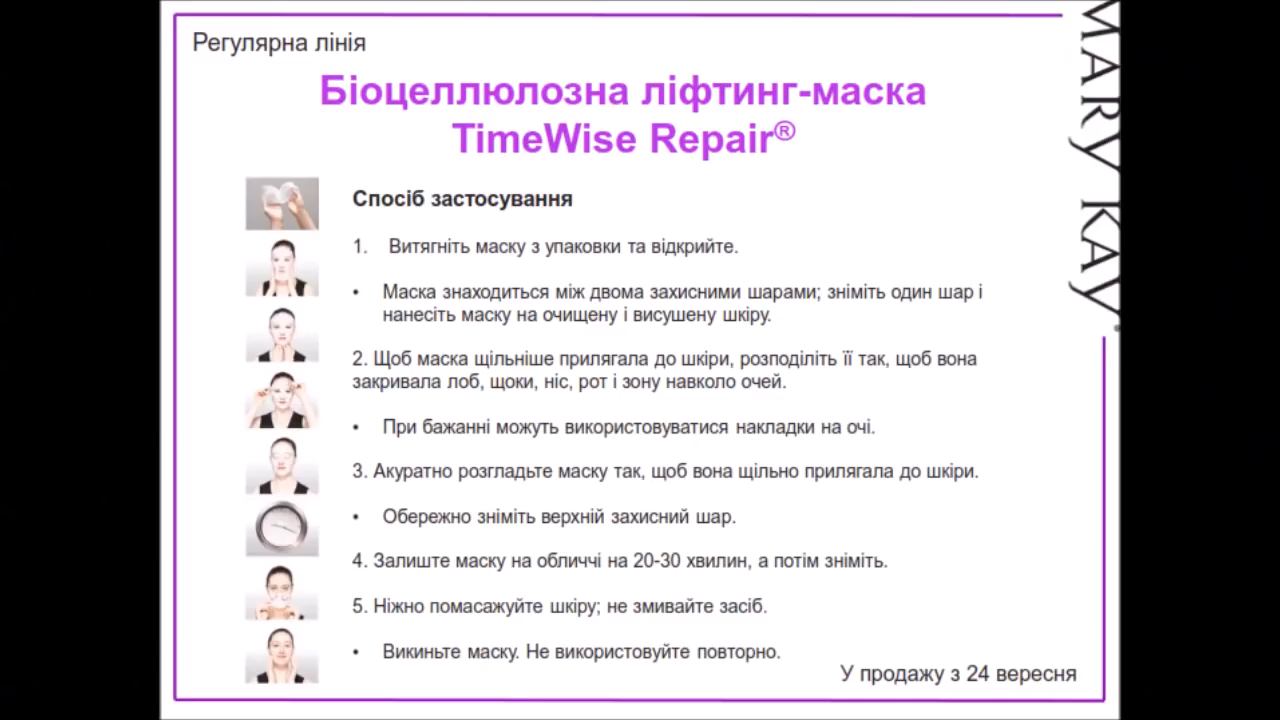 Регулярна лінія
Біоцеллюлозна ліфтинг-маска
TimeWise Repair®
MARY KAY
Спосіб застосування
1. Витягніть маску з упаковки та відкрийте.
• Маска знаходиться між двома захисними шарами; зніміть один шар і
нанесіть маску на очищену і висушену шкіру.
2. Щоб маска щільніше прилягала до шкіри, розподіліть її так, щоб вона
закривала лоб, щоки, ніс, рот і зону навколо очей.
• При бажанні можуть використовуватися накладки на очі.
3. Акуратно розгладьте маску так, щоб вона щільно прилягала до шкіри.
• Обережно зніміть верхній захисний шар.
4. Залиште маску на обличчі на 20-30 хвилин, а потім зніміть.
5. Ніжно помасажуйте шкіру; не змивайте засіб.
• Викиньте маску. Не використовуйте повторно.
У продажу з 24 вересня